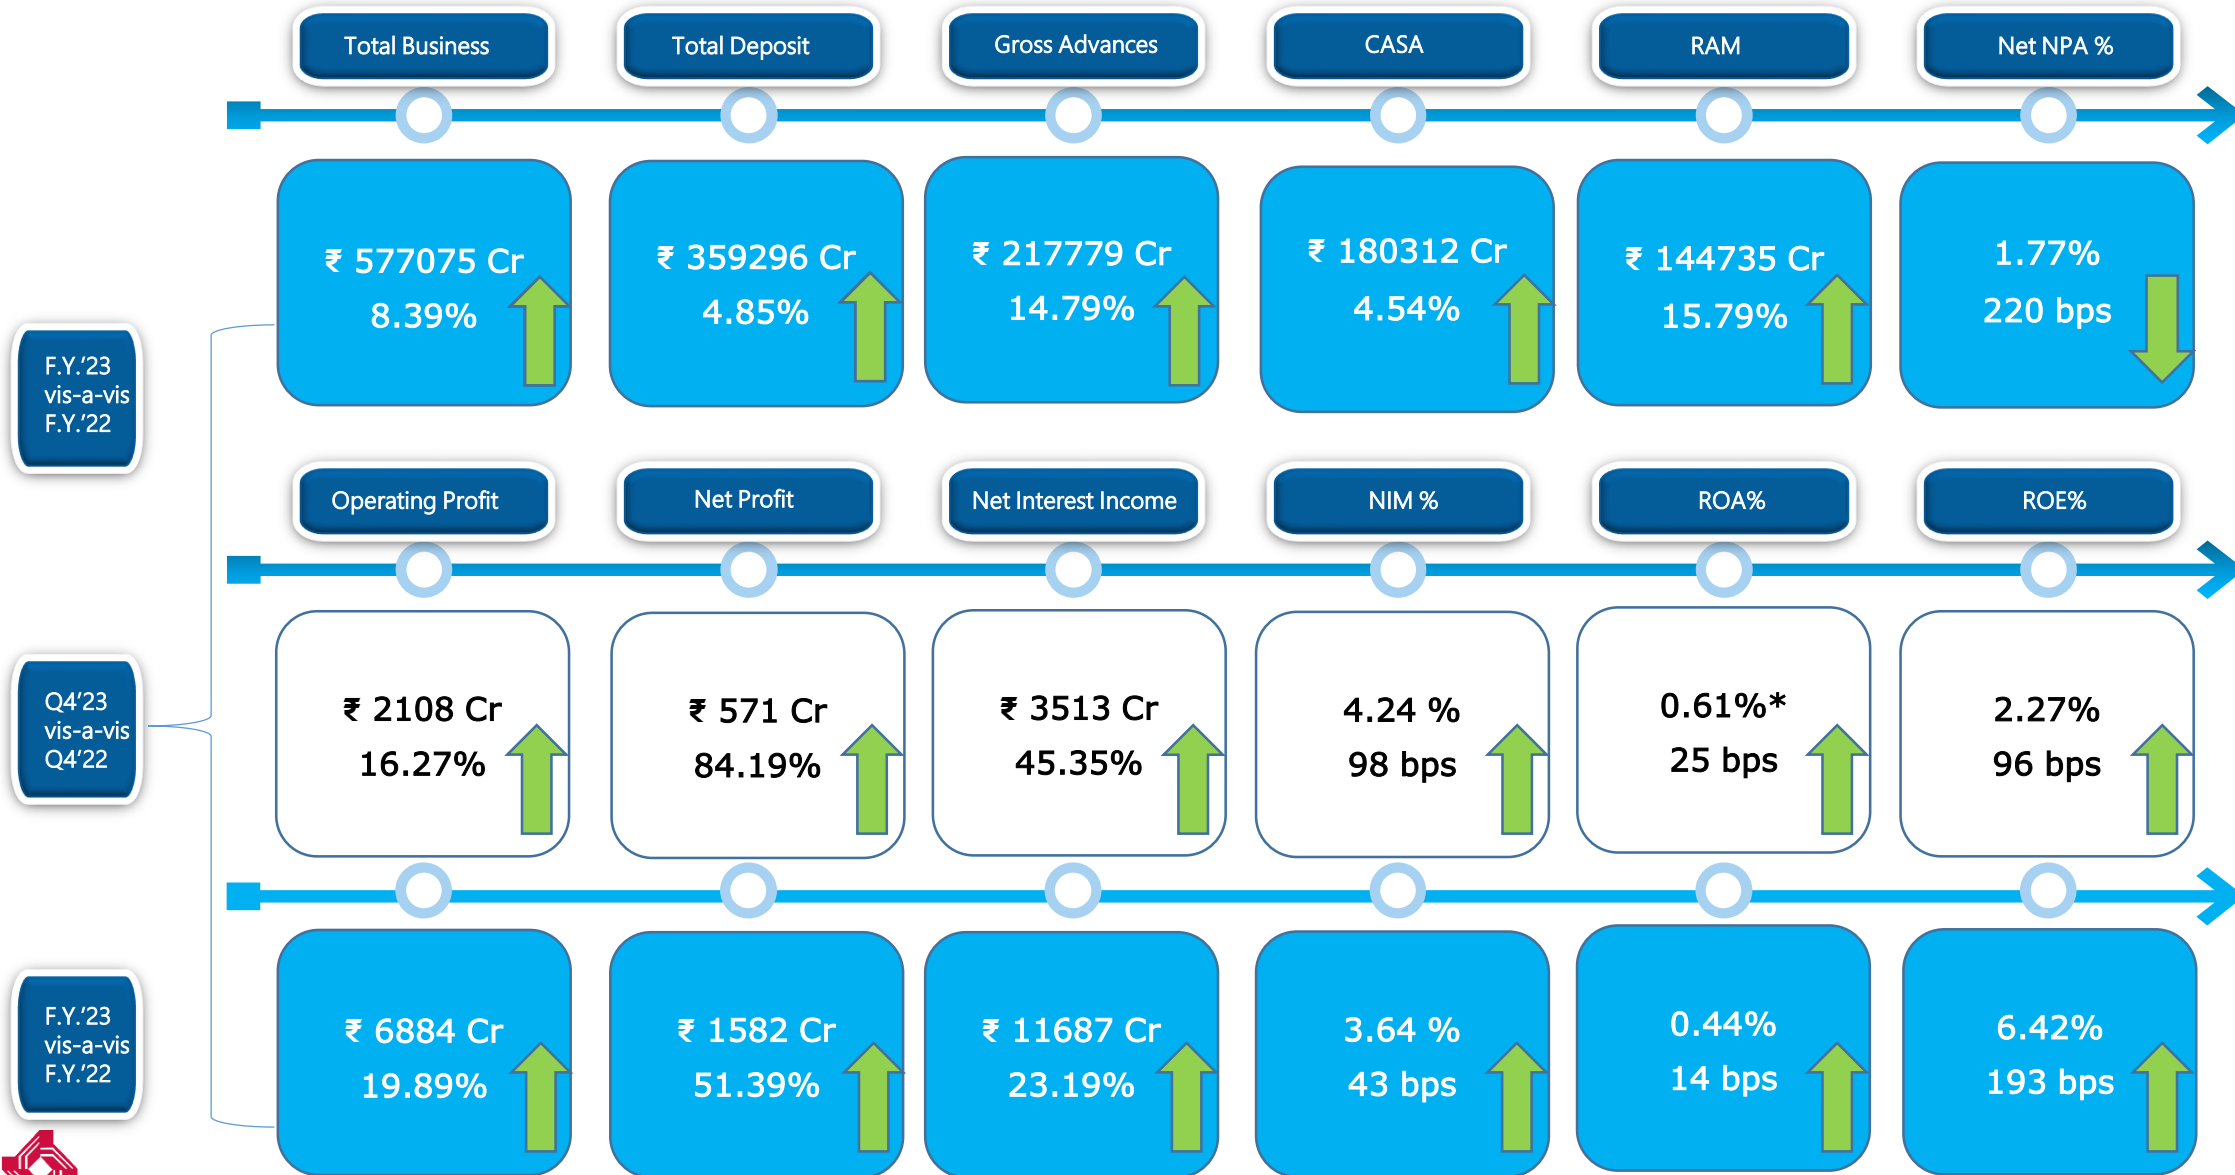 Total Business
Total Deposit
Gross Advances
CASA
RAM
Net NPA %
F.Y.'23
vis-a-vis
F.Y.'22
₹ 577075 Cr
8.39%
₹ 359296 Cr
4.85%
₹ 217779 Cr
14.79%
₹ 180312 Cr
4.54%
₹ 144735 Cr
15.79%
1.77%
220 bps
Operating Profit
Net Profit
Net Interest Income
NIM %
ROA%
ROE%
Q4'23
vis-a-vis
Q4'22
₹ 2108 Cr
16.27%
₹ 571 Cr
84.19%
₹ 3513 Cr
45.35%
4.24 %
98 bps
0.61%*
25 bps
2.27%
96 bps
F.Y.'23
vis-a-vis
F.Y.'22
₹ 6884 Cr
19.89%
₹ 1582 Cr
51.39%
₹ 11687 Cr
23.19%
3.64 %
43 bps
0.44%
14 bps
6.42%
193 bps